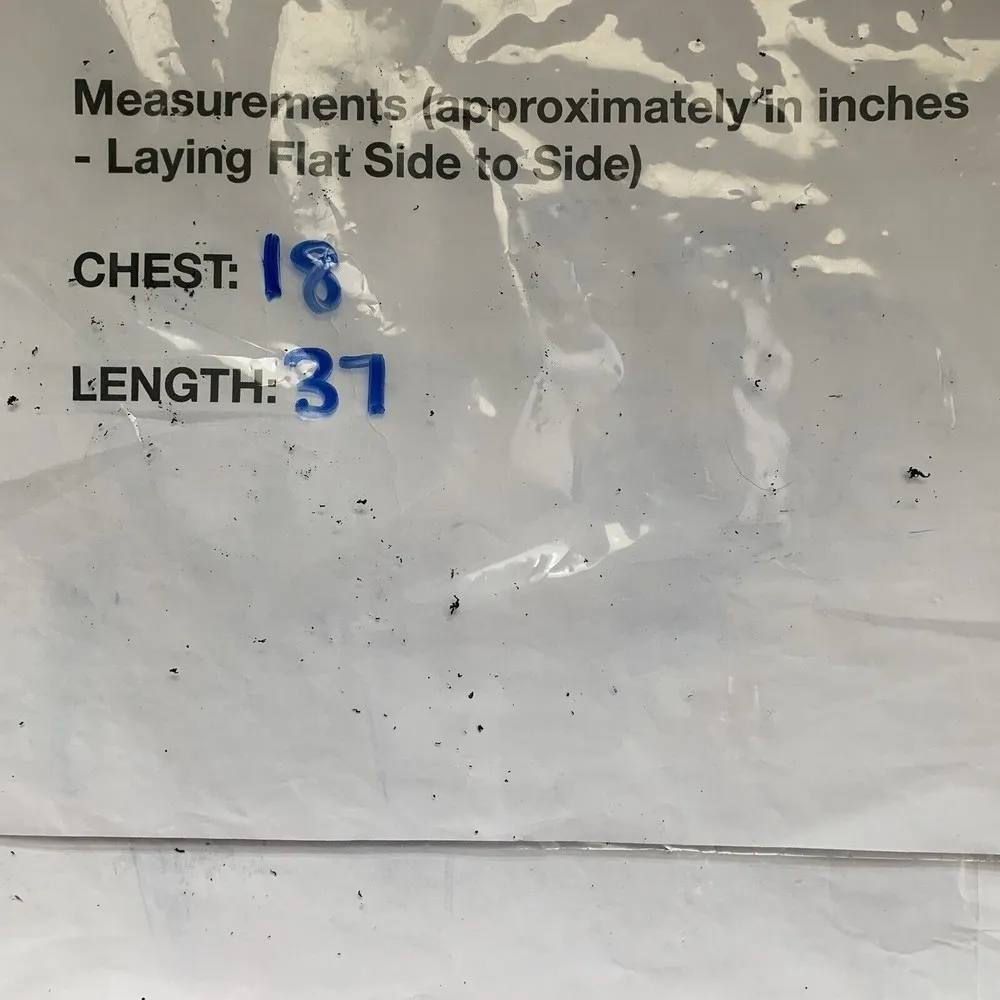 Measurements (approximately in inches
- Laying Flat Side to Side)
CHEST: 18
LENGTH: 37